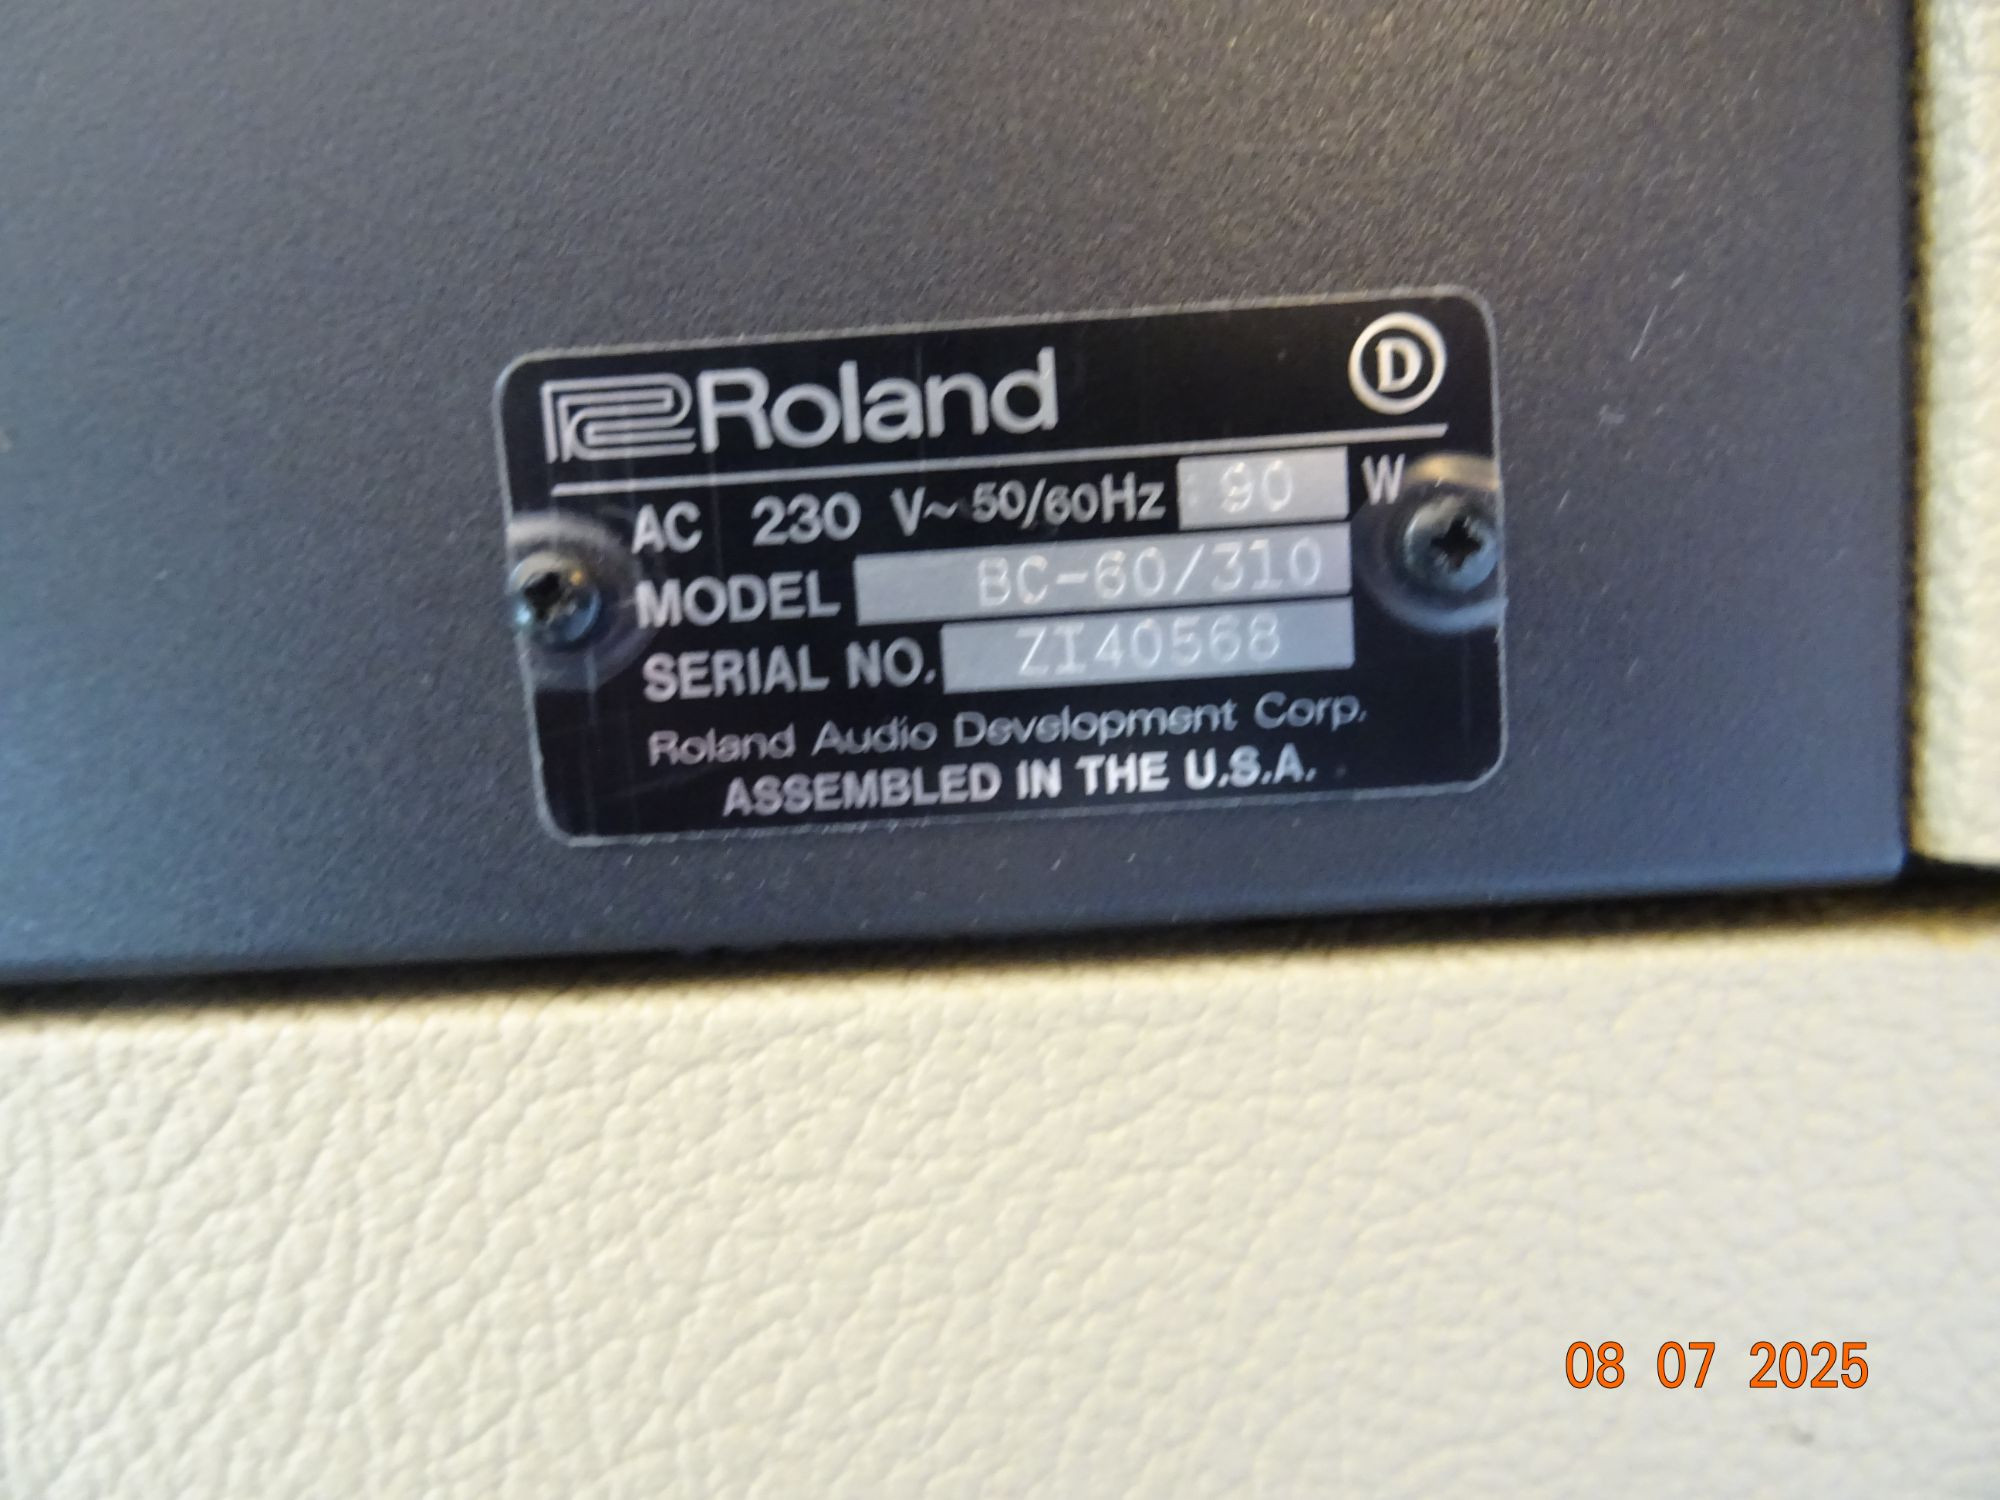 Roland D
AC 230 V~ 50/60Hz 90 W
MODEL BC-60/310
SERIAL NO. ZI40568
Roland Audio Development Corp.
ASSEMBLED IN THE U.S.A.
08 07 2025